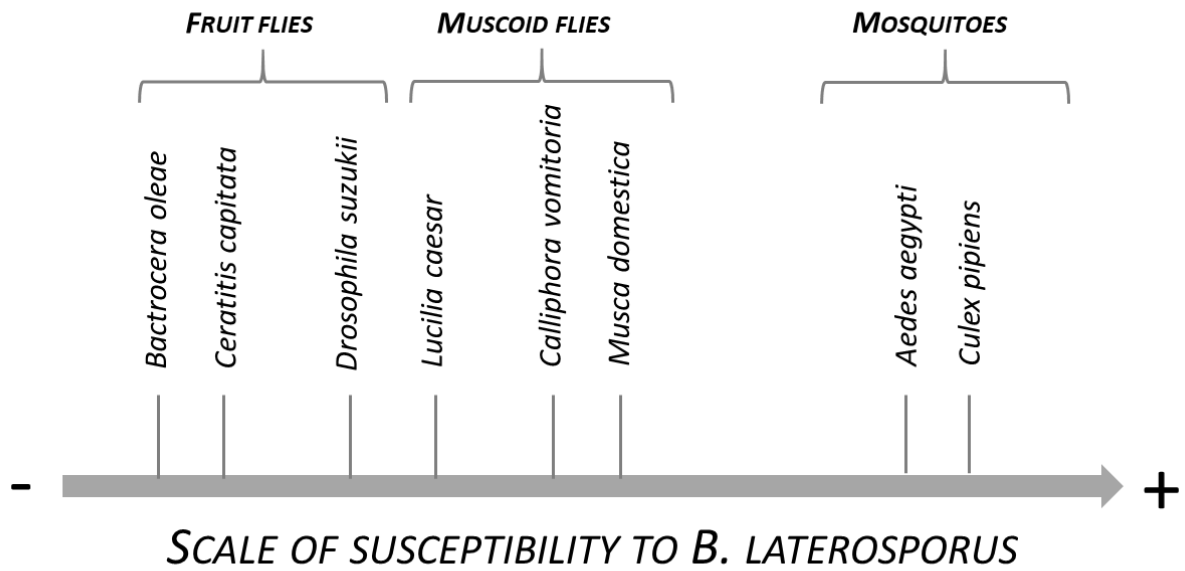 FRUIT FLIES
MUSCOID FLIES
MOSQUITOES
Bactrocera oleae
Ceratitis capitata
Drosophila suzukii
Lucilia caesar
Calliphora vomitoria
Musca domestica
Aedes aegypti
Culex pipiens
-
+
SCALE OF SUSCEPTIBILITY TO B. LATEROSPORUS